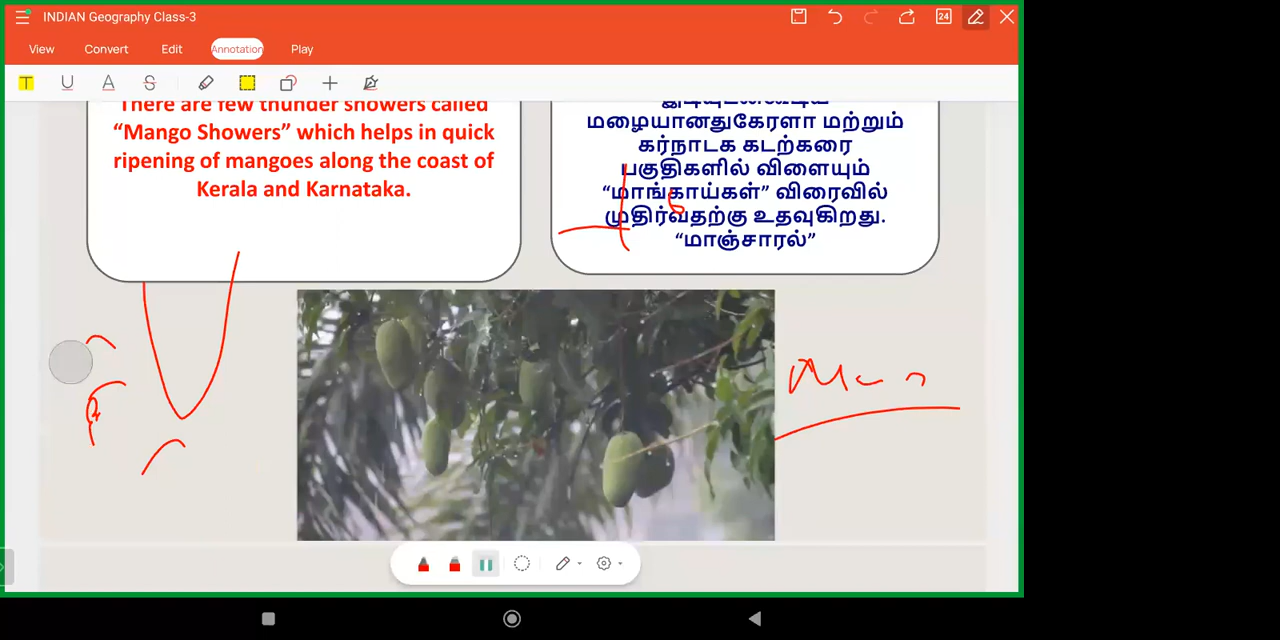 INDIAN Geography Class-3
24
View Convert Edit Annotation Play
T U A S
There are few thunder showers called
“Mango Showers” which helps in quick
ripening of mangoes along the coast of
Kerala and Karnataka.
மழையானதுகேரளா மற்றும்
கர்நாடக கடற்கரை
பகுதிகளில் விளையும்
“மாங்காய்கள்” விரைவில்
முதிர்வதற்கு உதவுகிறது.
“மாஞ்சாரல்”